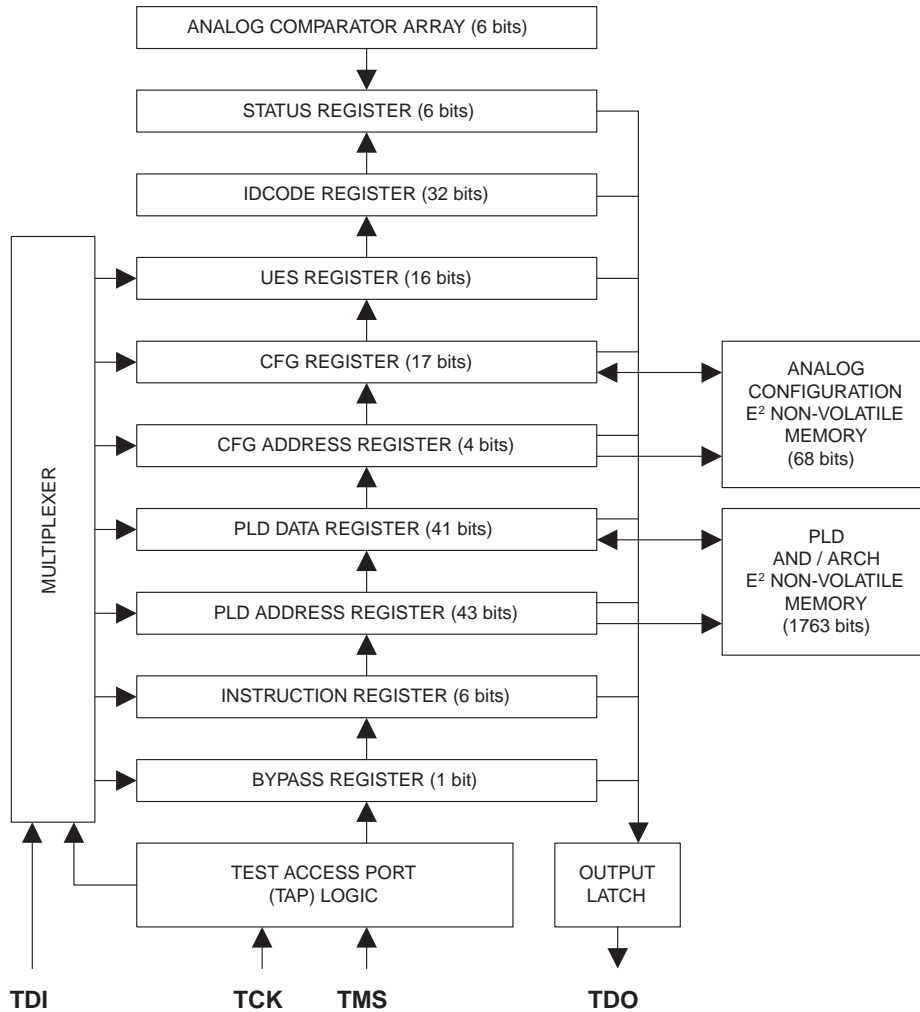 ANALOG COMPARATOR ARRAY (6 bits)
STATUS REGISTER (6 bits)
IDCODE REGISTER (32 bits)
UES REGISTER (16 bits)
CFG REGISTER (17 bits)
CFG ADDRESS REGISTER (4 bits)
PLD DATA REGISTER (41 bits)
PLD ADDRESS REGISTER (43 bits)
INSTRUCTION REGISTER (6 bits)
BYPASS REGISTER (1 bit)
MULTIPLEXER
ANALOG
CONFIGURATION
E² NON-VOLATILE
MEMORY
(68 bits)
PLD
AND / ARCH
E² NON-VOLATILE
MEMORY
(1763 bits)
TEST ACCESS PORT
(TAP) LOGIC
OUTPUT
LATCH
TDI
TCK
TMS
TDO